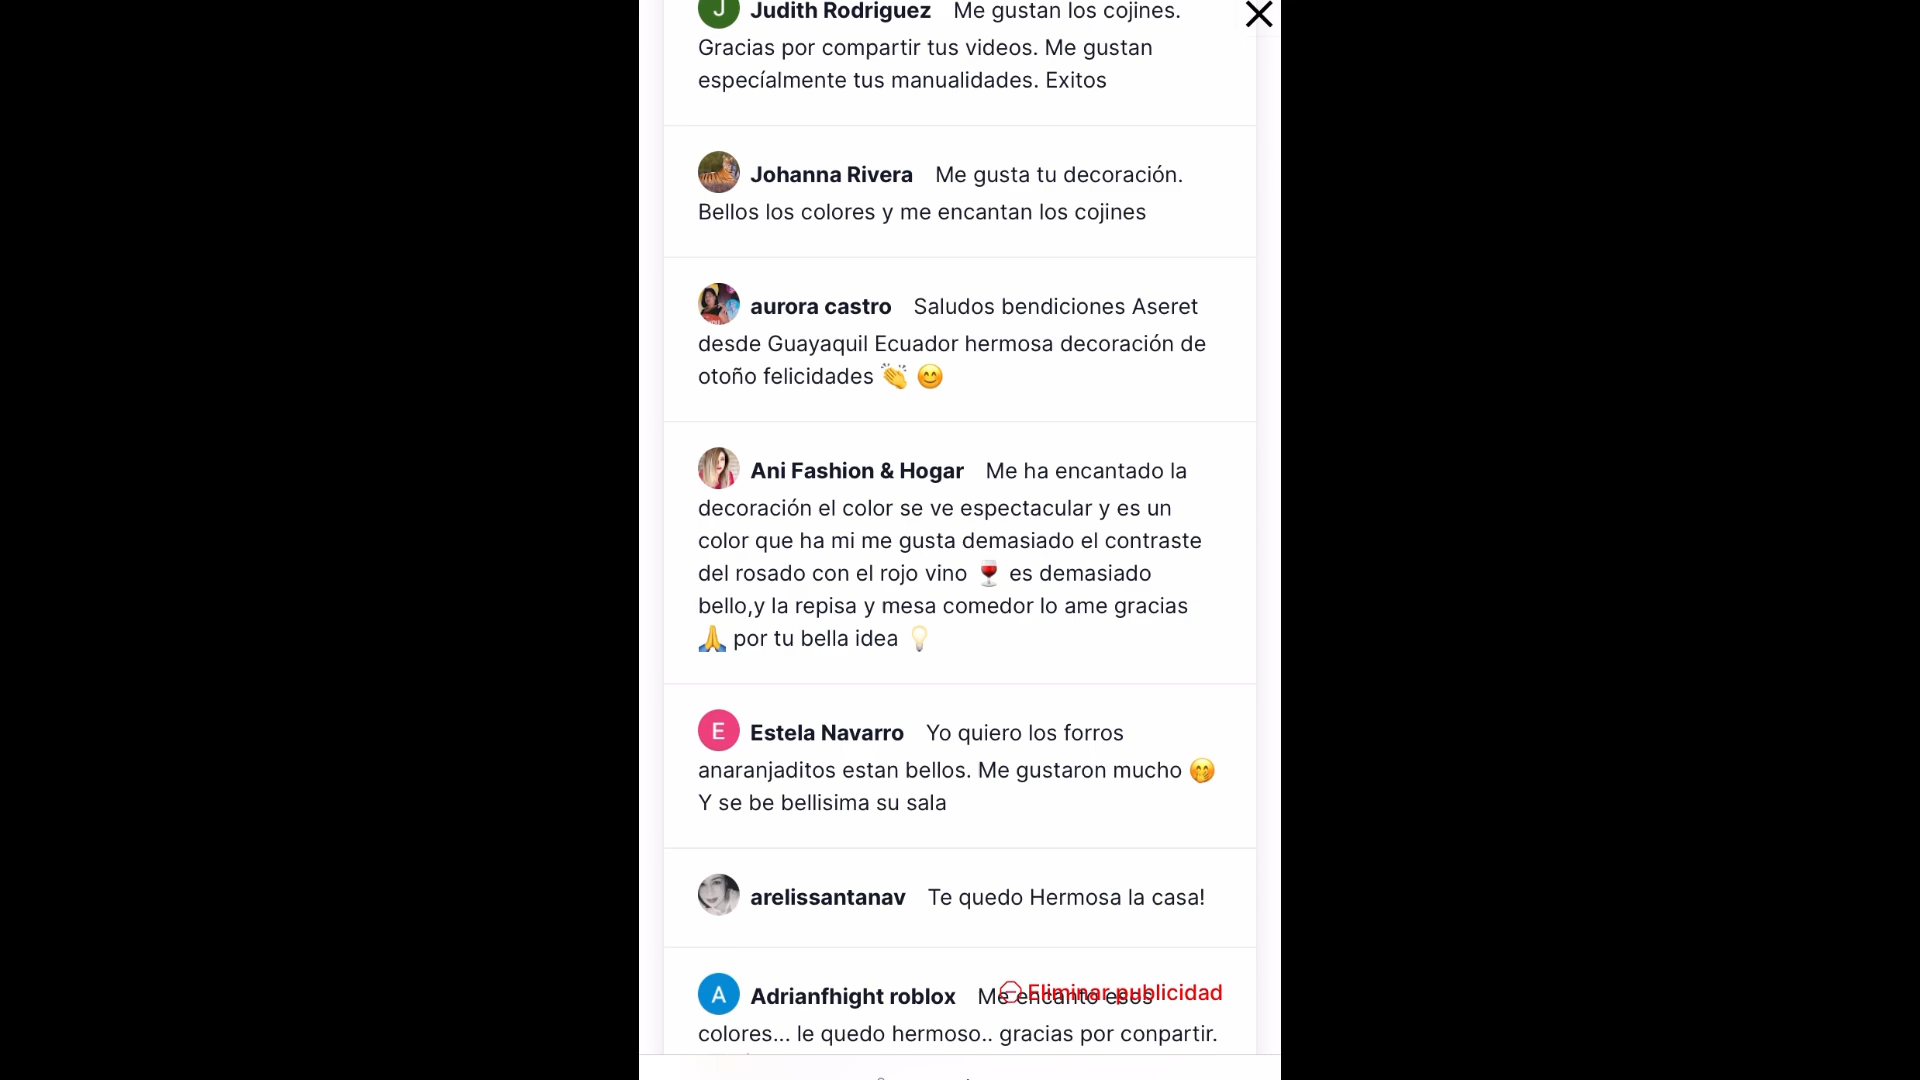 J Judith Rodriguez Me gustan los cojines.
Gracias por compartir tus videos. Me gustan
especíalmente tus manualidades. Exitos
Johanna Rivera Me gusta tu decoración.
Bellos los colores y me encantan los cojines
aurora castro Saludos bendiciones Aseret
desde Guayaquil Ecuador hermosa decoración de
otoño felicidades 👏 😊
Ani Fashion & Hogar Me ha encantado la
decoración el color se ve espectacular y es un
color que ha mi me gusta demasiado el contraste
del rosado con el rojo vino 🍷 es demasiado
bello,y la repisa y mesa comedor lo ame gracias
🙏 por tu bella idea 💡
E Estela Navarro Yo quiero los forros
anaranjaditos estan bellos. Me gustaron mucho 🤭
Y se be bellisima su sala
arelissantanav Te quedo Hermosa la casa!
A Adrianfhight roblox Me encanto esos
Eliminar publicidad
colores... le quedo hermoso.. gracias por conpartir.